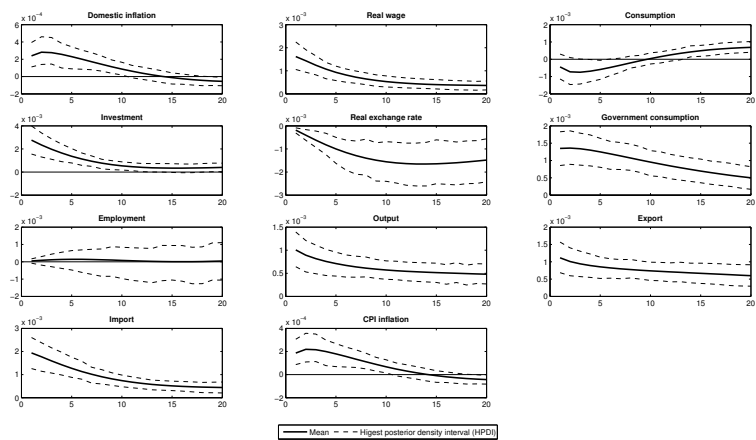 Domestic inflation
x 10⁻⁴
6
4
2
0
−2
0 5 10 15 20
Real wage
x 10⁻³
3
2
1
0
0 5 10 15 20
Consumption
x 10⁻³
2
1
0
−1
−2
0 5 10 15 20
Investment
x 10⁻³
4
2
0
−2
0 5 10 15 20
Real exchange rate
x 10⁻³
0
−1
−2
−3
0 5 10 15 20
Government consumption
x 10⁻³
2
1.5
1
0.5
0
0 5 10 15 20
Employment
x 10⁻³
2
1
0
−1
−2
0 5 10 15 20
Output
x 10⁻³
1.5
1
0.5
0
0 5 10 15 20
Export
x 10⁻³
2
1.5
1
0.5
0
0 5 10 15 20
Import
x 10⁻³
3
2
1
0
0 5 10 15 20
CPI inflation
x 10⁻⁴
4
2
0
−2
0 5 10 15 20
Mean Higest posterior density interval (HPDI)